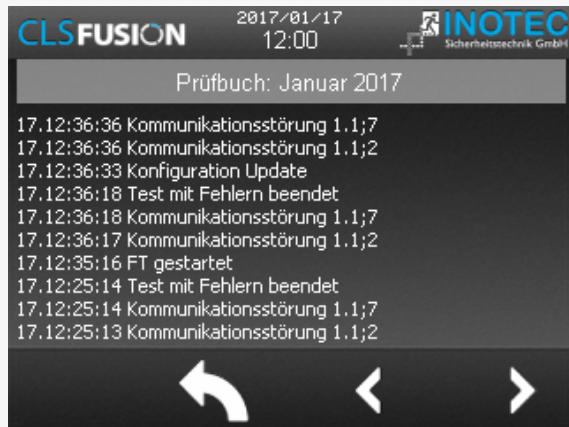 CLSFUSION
2017/01/17
12:00
INOTEC
Sicherheitstechnik GmbH
Prüfbuch: Januar 2017
17.12:36:36 Kommunikationsstörung 1.1;7
17.12:36:36 Kommunikationsstörung 1.1;2
17.12:36:33 Konfiguration Update
17.12:36:18 Test mit Fehlern beendet
17.12:36:18 Kommunikationsstörung 1.1;7
17.12:36:17 Kommunikationsstörung 1.1;2
17.12:35:16 FT gestartet
17.12:25:14 Test mit Fehlern beendet
17.12:25:14 Kommunikationsstörung 1.1;7
17.12:25:13 Kommunikationsstörung 1.1;2